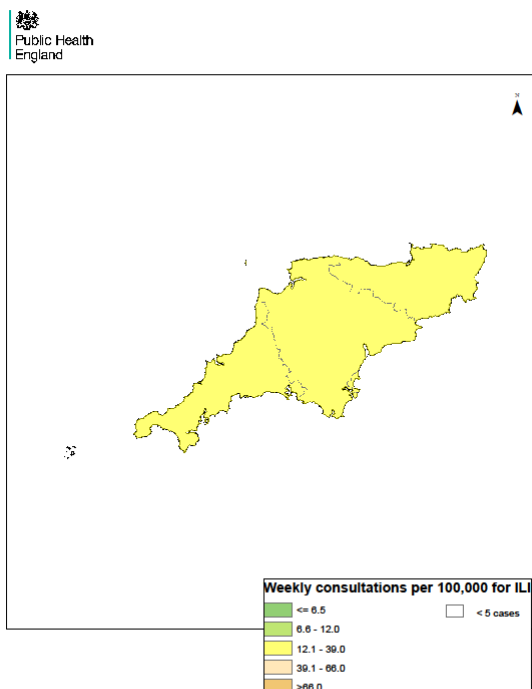 Public Health
England
N
Weekly consultations per 100,000 for ILI
<= 6.5
< 5 cases
6.6 - 12.0
12.1 - 39.0
39.1 - 66.0
>66.0